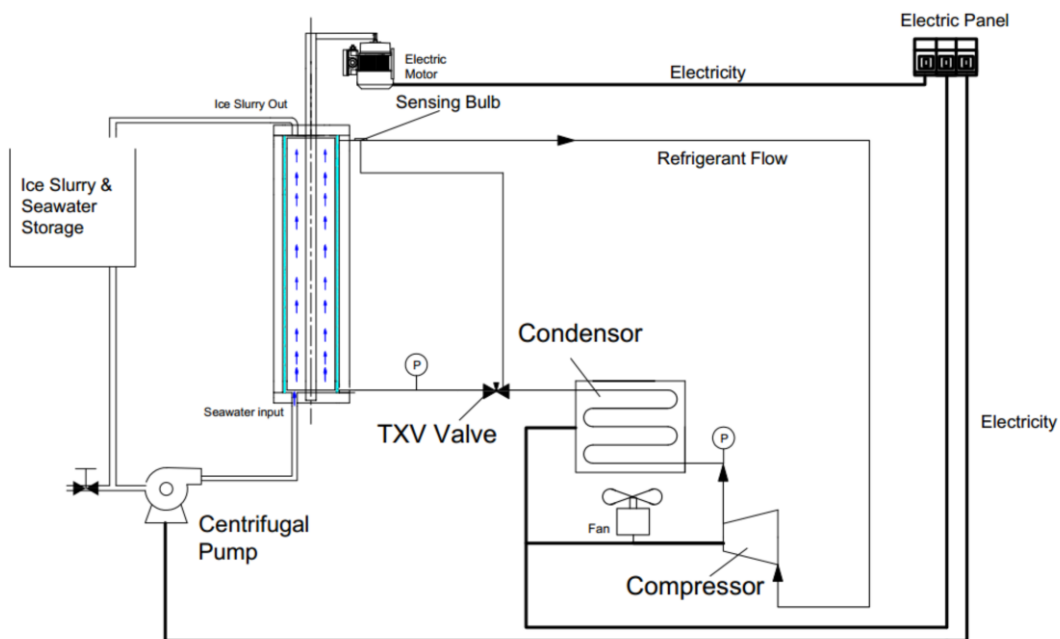 Electric Panel
Electric
Motor
Electricity
Ice Slurry Out
Sensing Bulb
Refrigerant Flow
Ice Slurry &
Seawater
Storage
Condensor
P
Seawater input
TXV Valve
Electricity
P
Centrifugal
Pump
Fan
Compressor